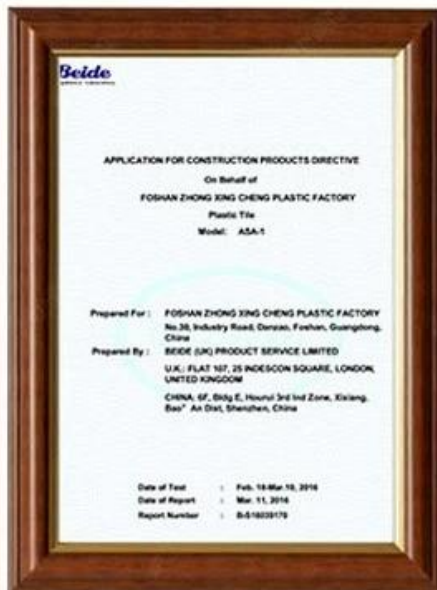 Beide
APPLICATION FOR CONSTRUCTION PRODUCTS DIRECTIVE
On Behalf of
FOSHAN ZHONG XING CHENG PLASTIC FACTORY
Plastic Tile
Model: ASA-1
Prepared For : FOSHAN ZHONG XING CHENG PLASTIC FACTORY
No.39, Industry Road, Danzao, Foshan, Guangdong,
China
Prepared By : BEIDE (UK) PRODUCT SERVICE LIMITED
U.K.: FLAT 107, 25 INDESCON SQUARE, LONDON,
UNITED KINGDOM
CHINA: 6F, Bldg E, Hourui 3rd Ind Zone, Xixiang,
Bao" An Dist, Shenzhen, China
Date of Test : Feb. 18-Mar.10, 2016
Date of Report : Mar. 11, 2016
Report Number :